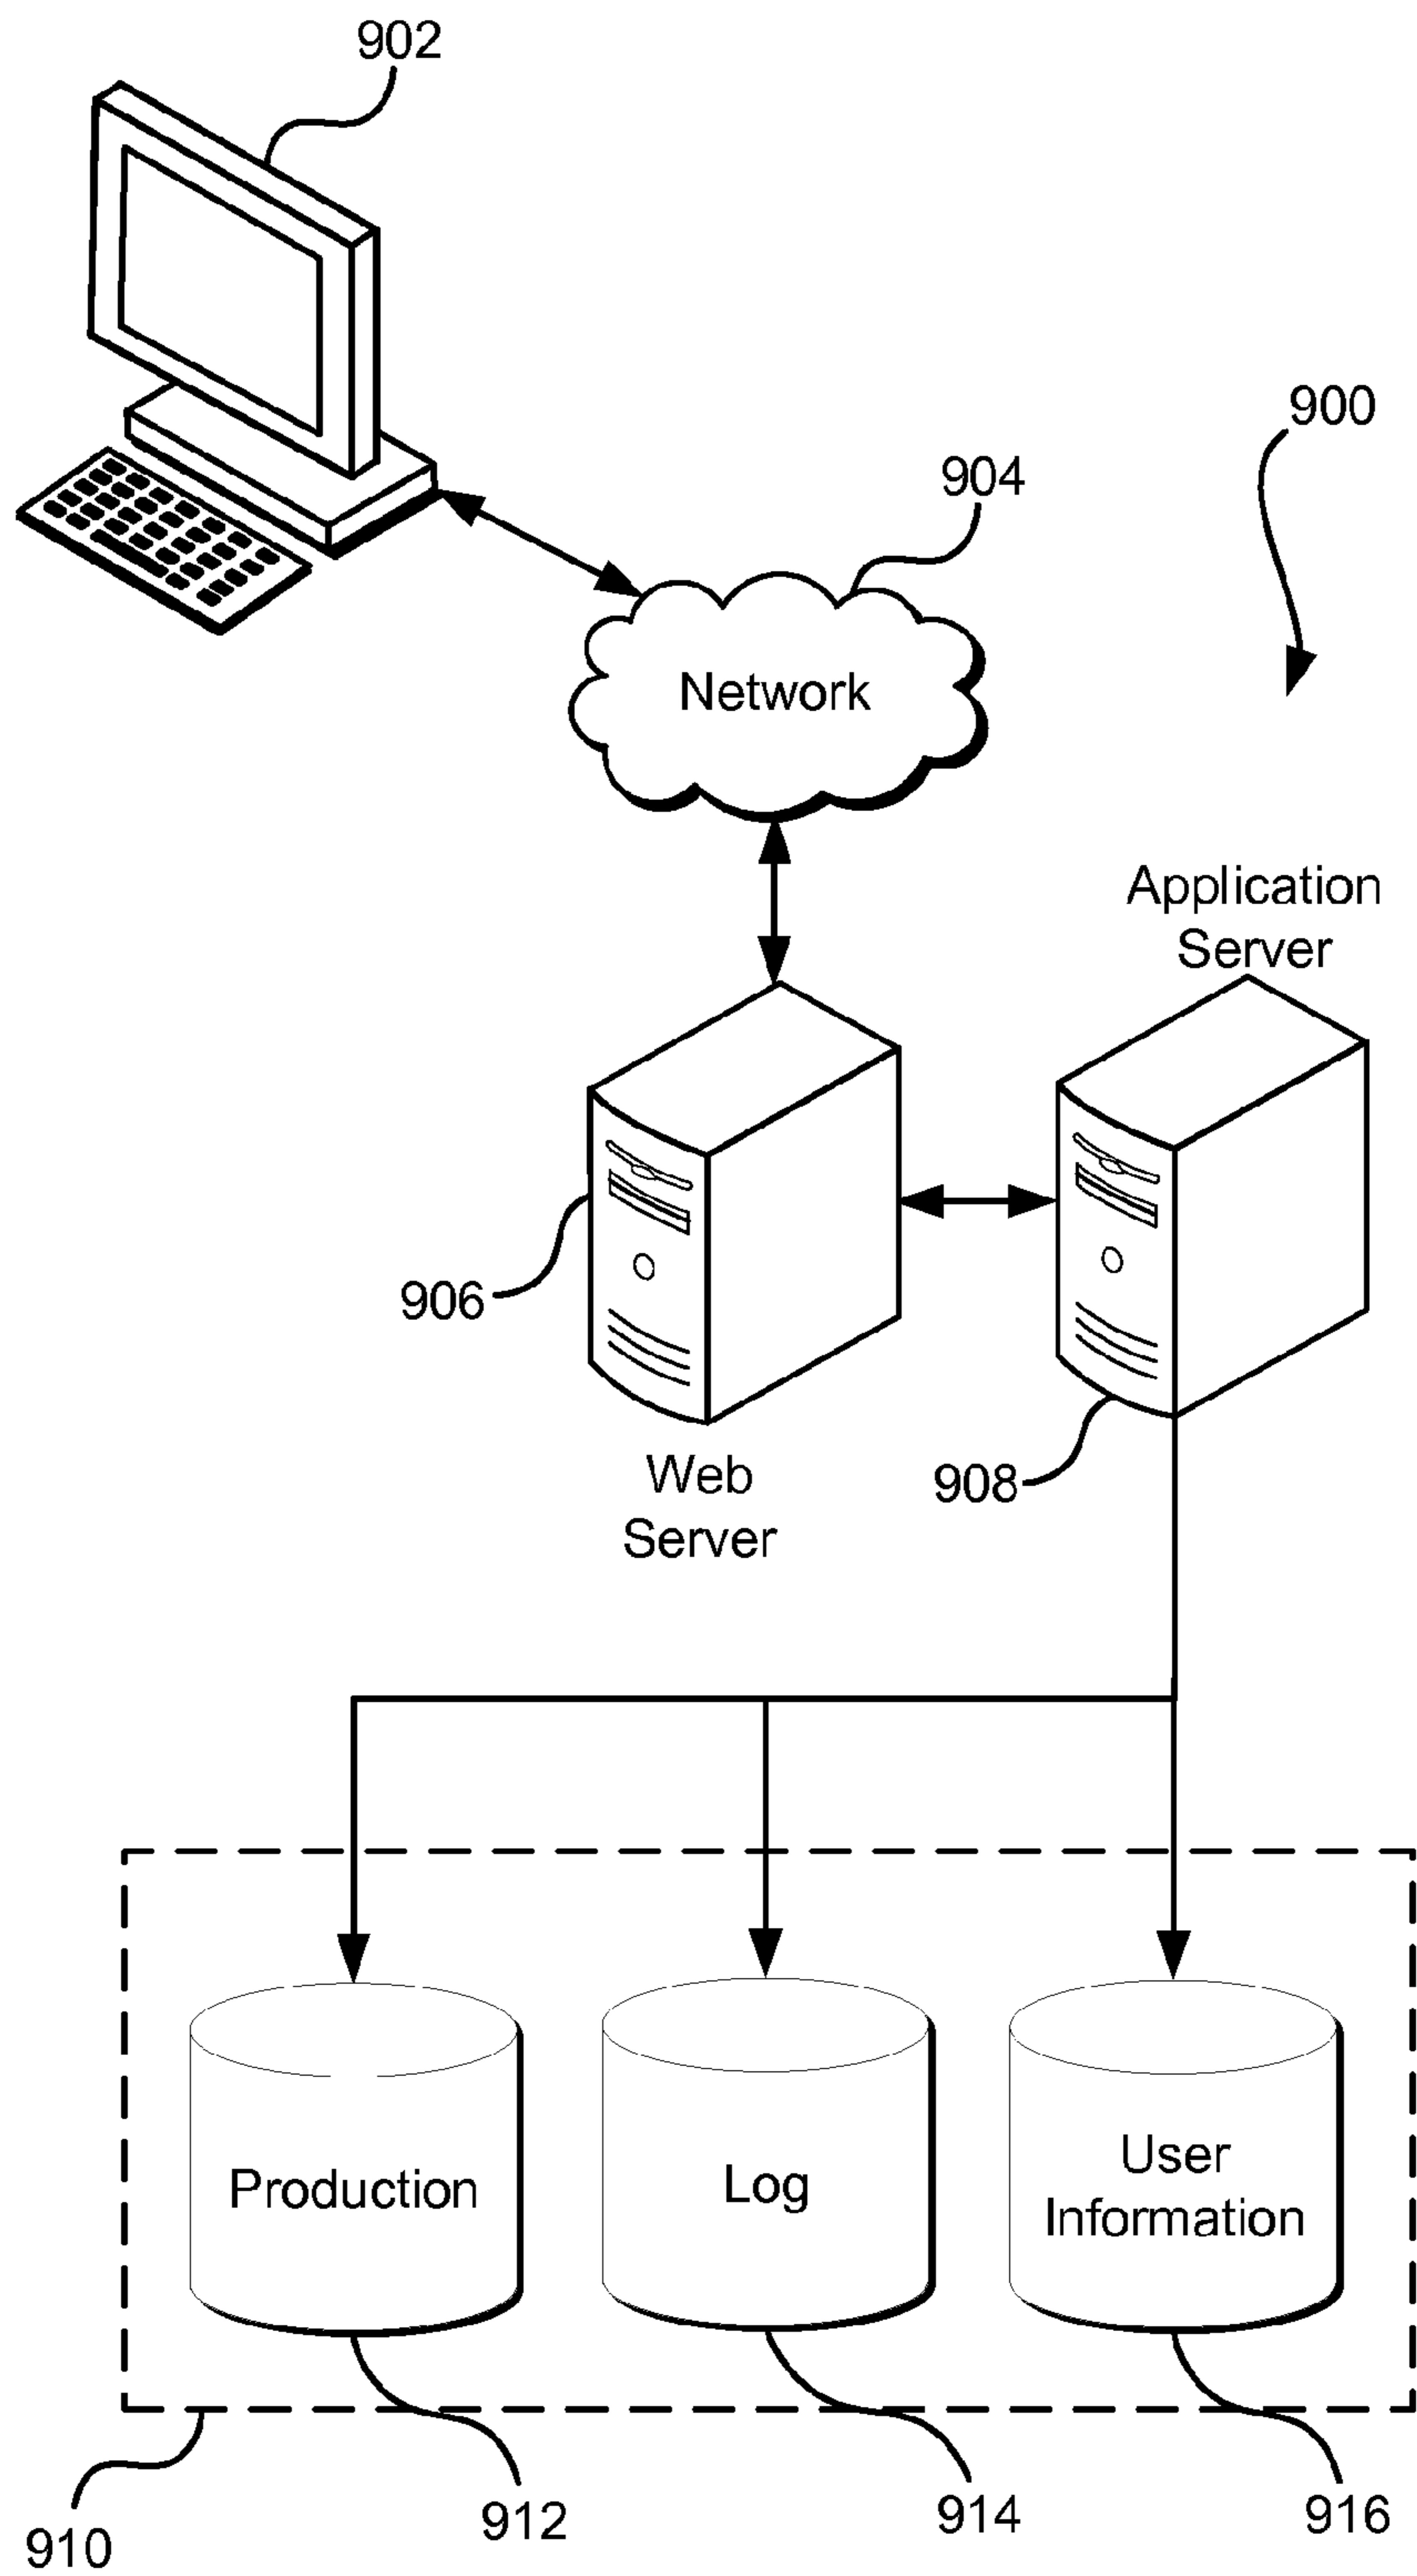 902
900
904
Network
Application
Server
906
Web
Server
908
Production
Log
User
Information
910
912
914
916